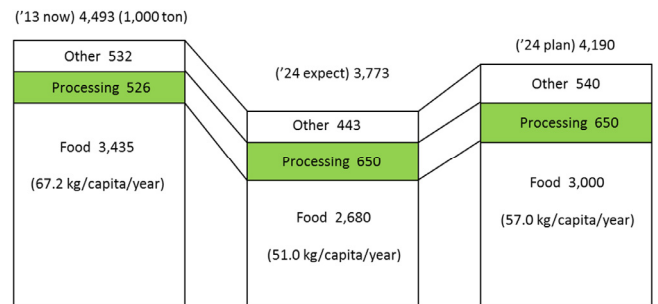 (’13 now) 4,493 (1,000 ton)
Other 532
Processing 526
Food 3,435
(67.2 kg/capita/year)
(’24 expect) 3,773
Other 443
Processing 650
Food 2,680
(51.0 kg/capita/year)
(’24 plan) 4,190
Other 540
Processing 650
Food 3,000
(57.0 kg/capita/year)